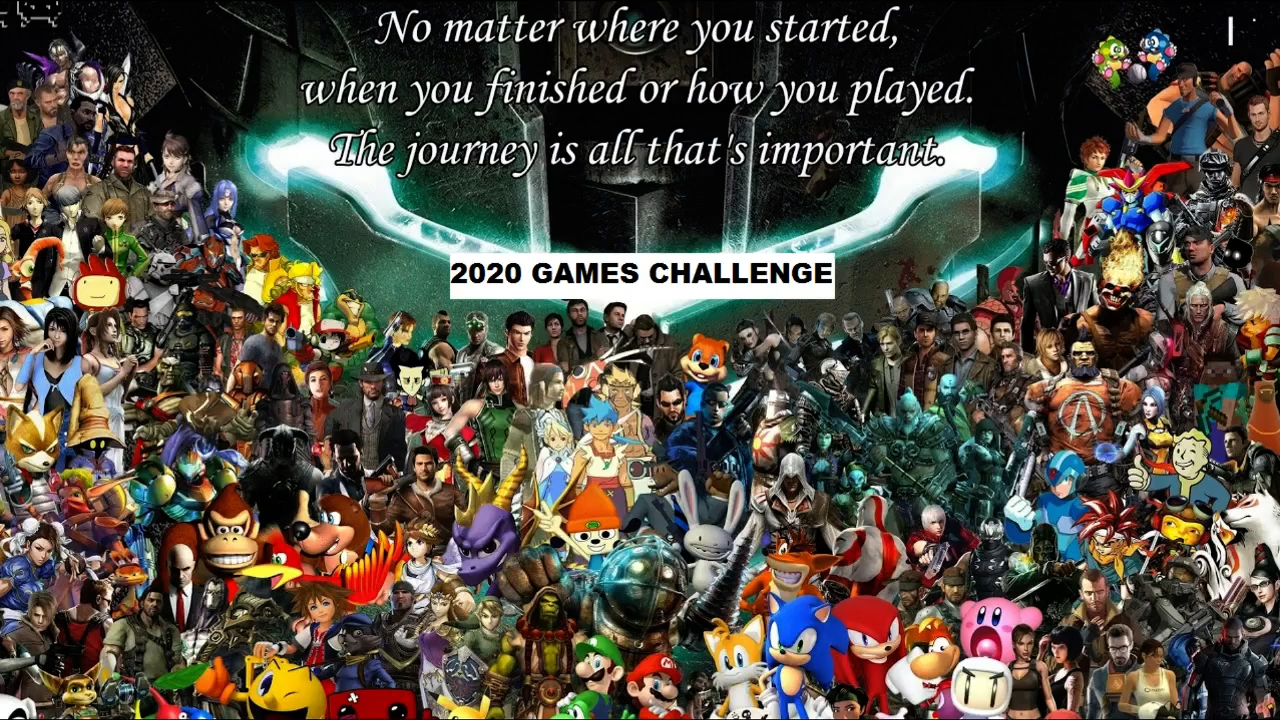 No matter where you started,
when you finished or how you played.
The journey is all that's important.
2020 GAMES CHALLENGE